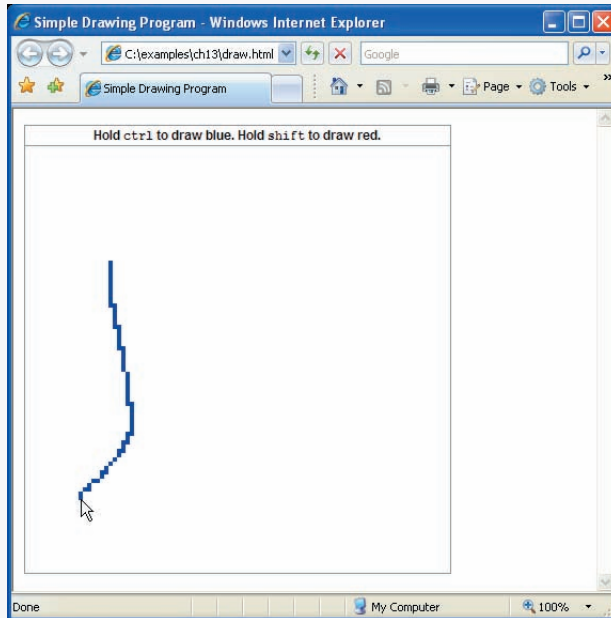 Simple Drawing Program - Windows Internet Explorer
C:\examples\ch13\draw.html Google
Simple Drawing Program Page Tools »
Hold ctrl to draw blue. Hold shift to draw red.
Done My Computer 100%